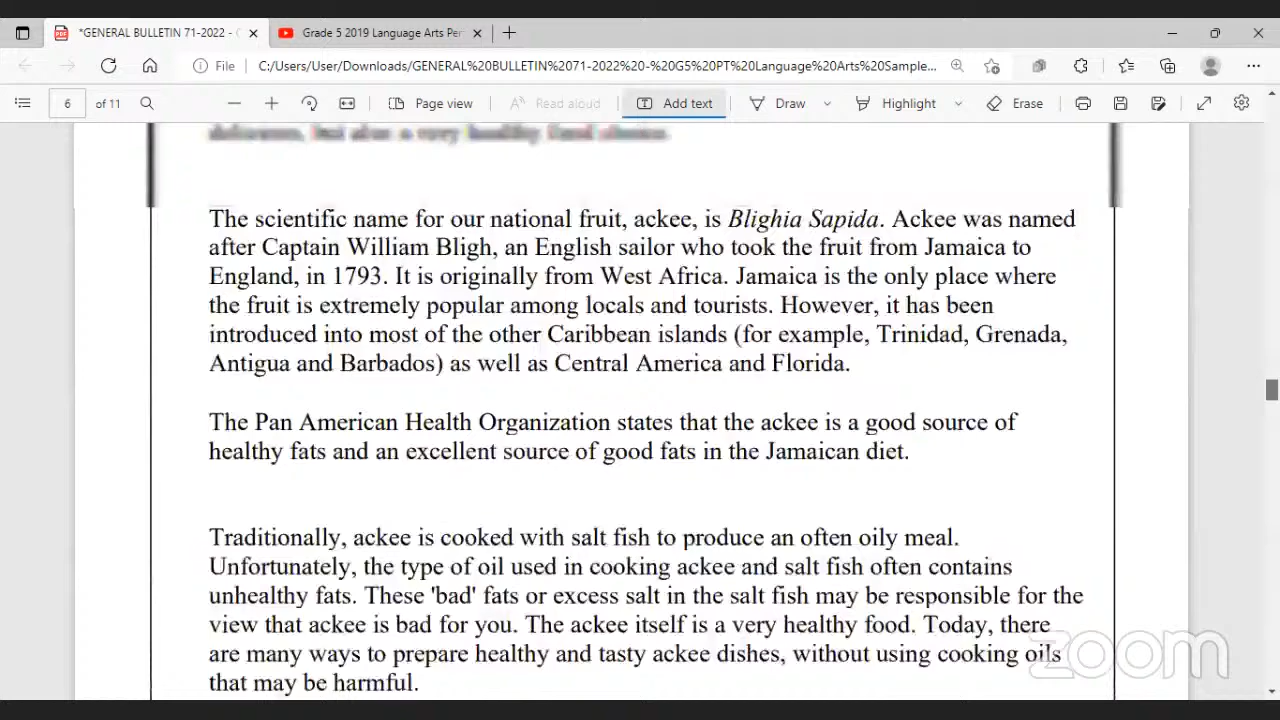 *GENERAL BULLETIN 71-2022 - 
Grade 5 2019 Language Arts Per
File
C:/Users/User/Downloads/GENERAL%20BULLETIN%2071-2022%20-%20G5%20PT%20Language%20Arts%20Sample...
6 of 11
Page view
Read aloud
Add text
Draw
Highlight
Erase
delicious, but also a very healthy food choice.
The scientific name for our national fruit, ackee, is Blighia Sapida. Ackee was named
after Captain William Bligh, an English sailor who took the fruit from Jamaica to
England, in 1793. It is originally from West Africa. Jamaica is the only place where
the fruit is extremely popular among locals and tourists. However, it has been
introduced into most of the other Caribbean islands (for example, Trinidad, Grenada,
Antigua and Barbados) as well as Central America and Florida.
The Pan American Health Organization states that the ackee is a good source of
healthy fats and an excellent source of good fats in the Jamaican diet.
Traditionally, ackee is cooked with salt fish to produce an often oily meal.
Unfortunately, the type of oil used in cooking ackee and salt fish often contains
unhealthy fats. These 'bad' fats or excess salt in the salt fish may be responsible for the
view that ackee is bad for you. The ackee itself is a very healthy food. Today, there
are many ways to prepare healthy and tasty ackee dishes, without using cooking oils
that may be harmful.
zoom